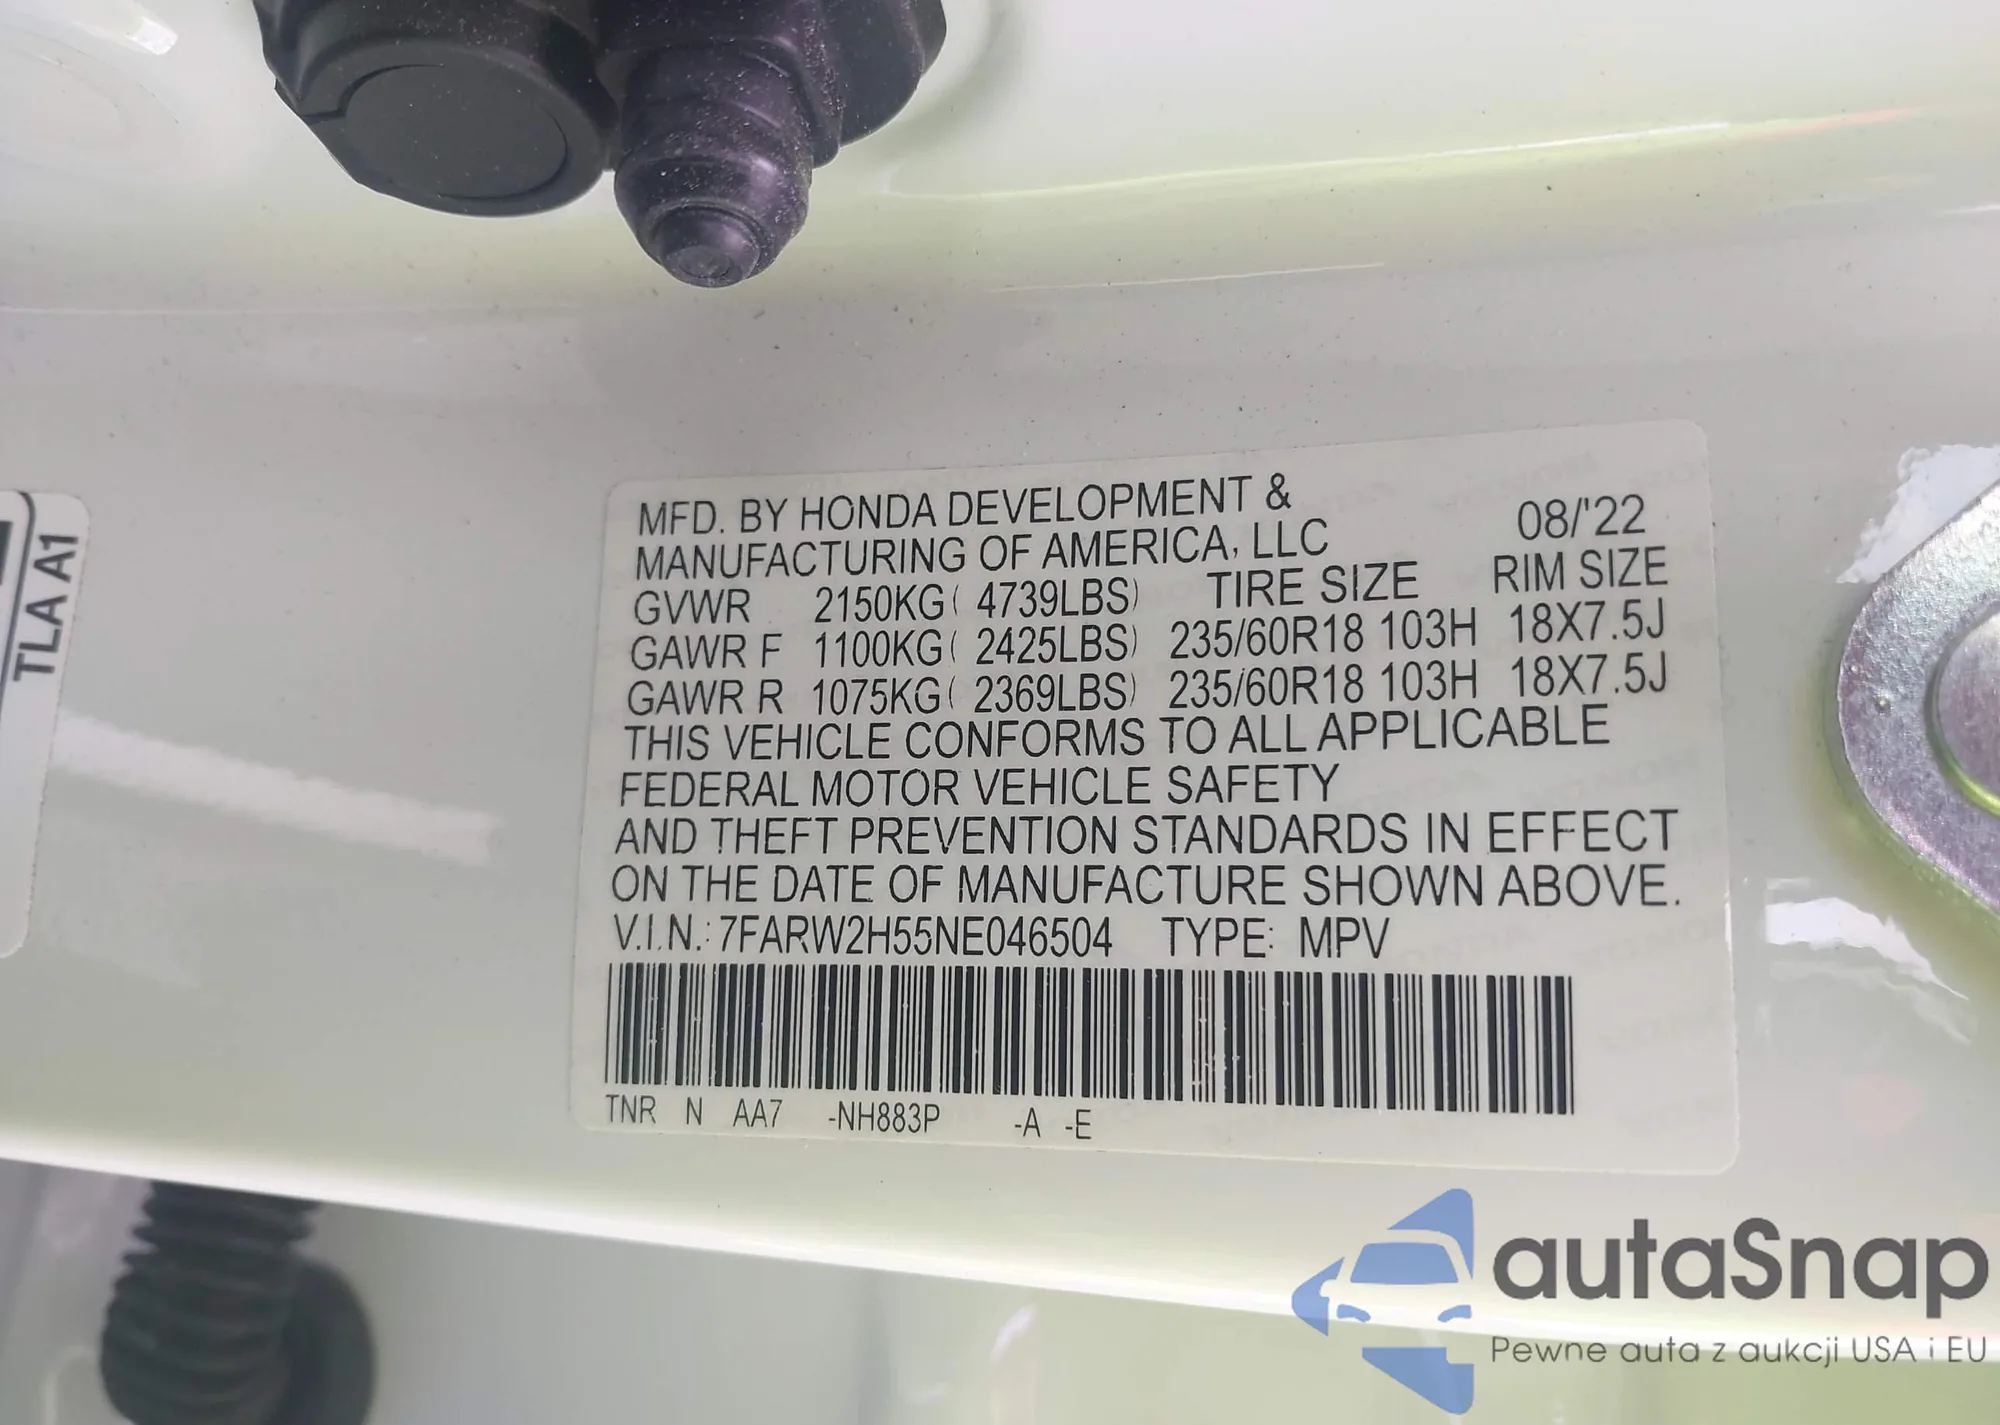 MFD. BY HONDA DEVELOPMENT &
MANUFACTURING OF AMERICA, LLC 08/'22
GVWR 2150KG( 4739LBS) TIRE SIZE RIM SIZE
GAWR F 1100KG( 2425LBS) 235/60R18 103H 18X7.5J
GAWR R 1075KG( 2369LBS) 235/60R18 103H 18X7.5J
THIS VEHICLE CONFORMS TO ALL APPLICABLE
FEDERAL MOTOR VEHICLE SAFETY
AND THEFT PREVENTION STANDARDS IN EFFECT
ON THE DATE OF MANUFACTURE SHOWN ABOVE.
V.I.N.: 7FARW2H55NE046504 TYPE: MPV
TNR N AA7 -NH883P -A -E
TLA A1
autaSnap
Pewne auta z aukcji USA i EU